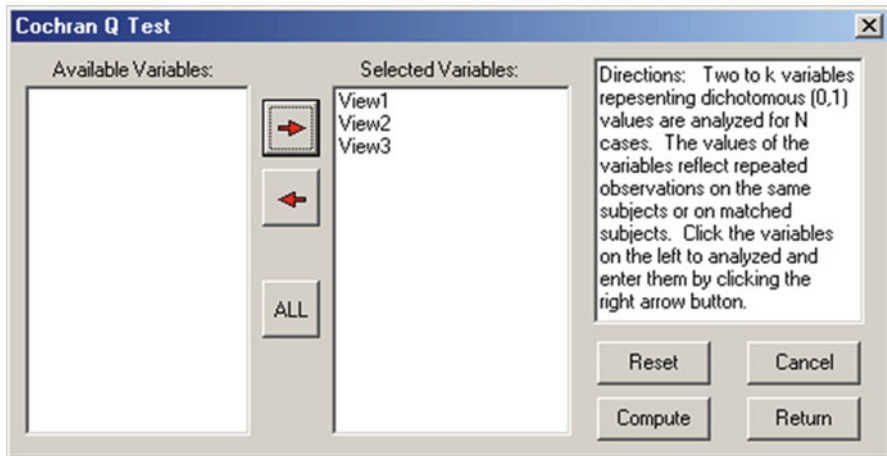 Cochran Q Test
Available Variables:
Selected Variables:
View1
View2
View3
ALL
Directions: Two to k variables
repesenting dichotomous (0,1)
values are analyzed for N
cases. The values of the
variables reflect repeated
observations on the same
subjects or on matched
subjects. Click the variables
on the left to analyzed and
enter them by clicking the
right arrow button.
Reset
Cancel
Compute
Return